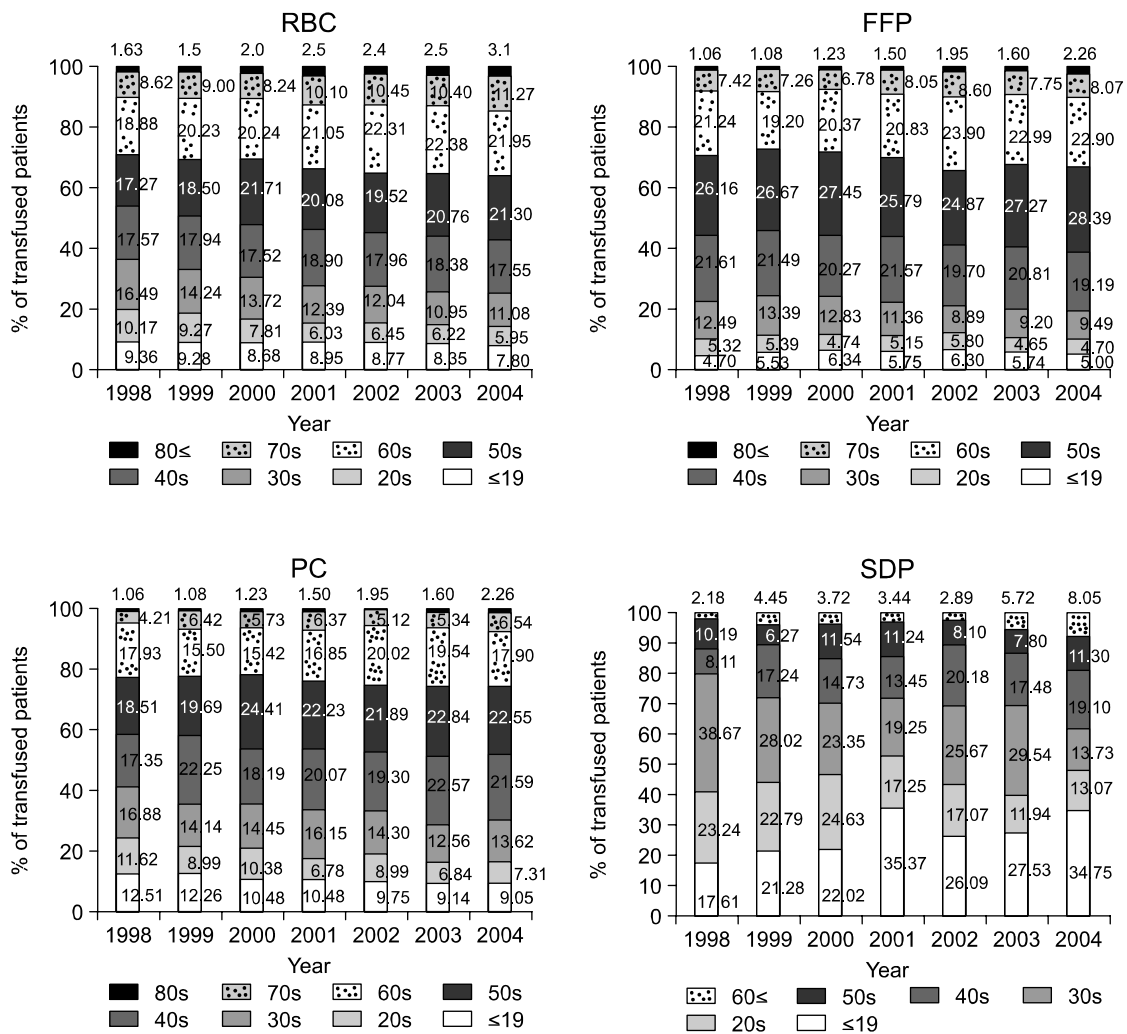 RBC
1.63 1.5 2.0 2.5 2.4 2.5 3.1
100
80
60
40
20
0
% of transfused patients
8.62 9.00 8.24 10.10 10.45 10.40 11.27
18.88 20.23 20.24 21.05 22.31 22.38 21.95
17.27 18.50 21.71 20.08 19.52 20.76 21.30
17.57 17.94 17.52 18.90 17.96 18.38 17.55
16.49 14.24 13.72 12.39 12.04 10.95 11.08
10.17 9.27 7.81 6.03 6.45 6.22 5.95
9.36 9.28 8.68 8.95 8.77 8.35 7.80
1998 1999 2000 2001 2002 2003 2004
Year
80≤ 70s 60s 50s
40s 30s 20s ≤19
FFP
1.06 1.08 1.23 1.50 1.95 1.60 2.26
100
80
60
40
20
0
% of transfused patients
7.42 7.26 6.78 8.05 8.60 7.75 8.07
21.24 19.20 20.37 20.83 23.90 22.99 22.90
26.16 26.67 27.45 25.79 24.87 27.27 28.39
21.61 21.49 20.27 21.57 19.70 20.81 19.19
12.49 13.39 12.83 11.36 8.89 9.20 9.49
5.32 5.39 4.74 5.15 5.80 4.65 4.70
4.70 5.53 6.34 5.75 6.30 5.74 5.00
1998 1999 2000 2001 2002 2003 2004
Year
80≤ 70s 60s 50s
40s 30s 20s ≤19
PC
1.06 1.08 1.23 1.50 1.95 1.60 2.26
100
80
60
40
20
0
% of transfused patients
4.21 6.42 5.73 6.37 5.12 5.34 6.54
17.93 15.50 15.42 16.85 20.02 19.54 17.90
18.51 19.69 24.41 22.23 21.89 22.84 22.55
17.35 22.25 18.19 20.07 19.30 22.57 21.59
16.88 14.14 14.45 16.15 14.30 12.56 13.62
11.62 8.99 10.38 6.78 8.99 6.84 7.31
12.51 12.26 10.48 10.48 9.75 9.14 9.05
1998 1999 2000 2001 2002 2003 2004
Year
80s 70s 60s 50s
40s 30s 20s ≤19
SDP
2.18 4.45 3.72 3.44 2.89 5.72 8.05
100
90
80
70
60
50
40
30
20
10
0
% of transfused patients
10.19 6.27 11.54 11.24 8.10 7.80 11.30
8.11 17.24 14.73 13.45 20.18 17.48 19.10
38.67 28.02 23.35 19.25 25.67 29.54 13.73
23.24 22.79 24.63 17.25 17.07 11.94 13.07
17.61 21.28 22.02 35.37 26.09 27.53 34.75
1998 1999 2000 2001 2002 2003 2004
Year
60≤ 50s 40s 30s
20s ≤19